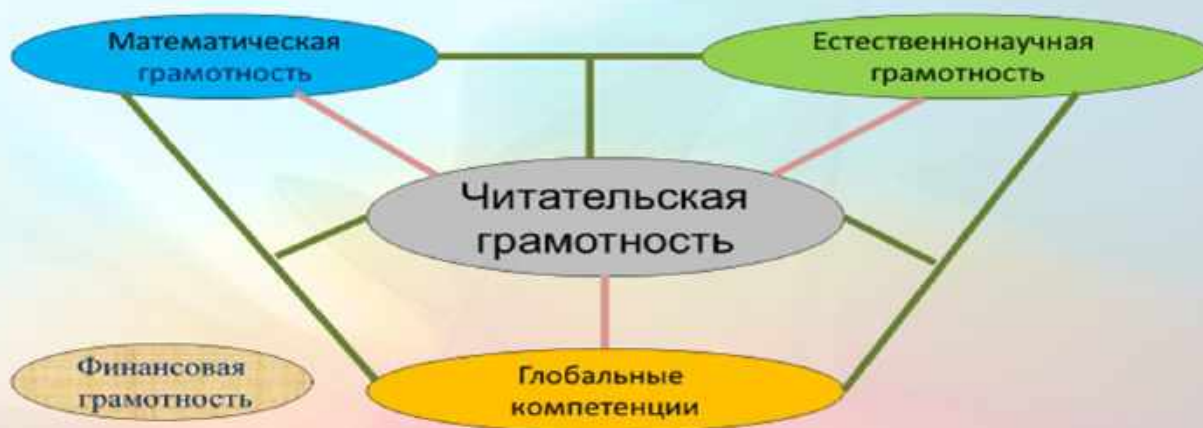 Математическая
грамотность
Естественнонаучная
грамотность
Читательская
грамотность
Финансовая
грамотность
Глобальные
компетенции